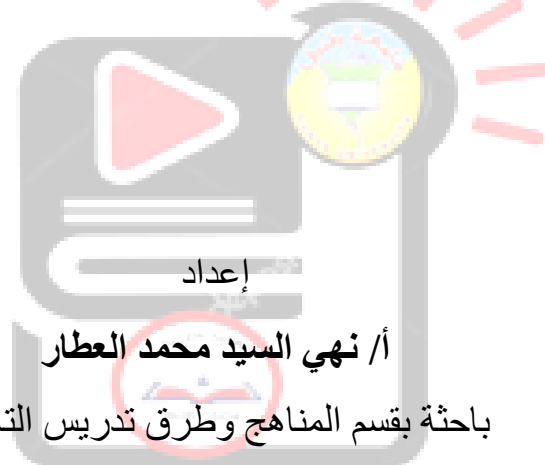 إعداد
أ/ نهي السيد محمد العطار
باحثة بقسم المناهج وطرق تدريس